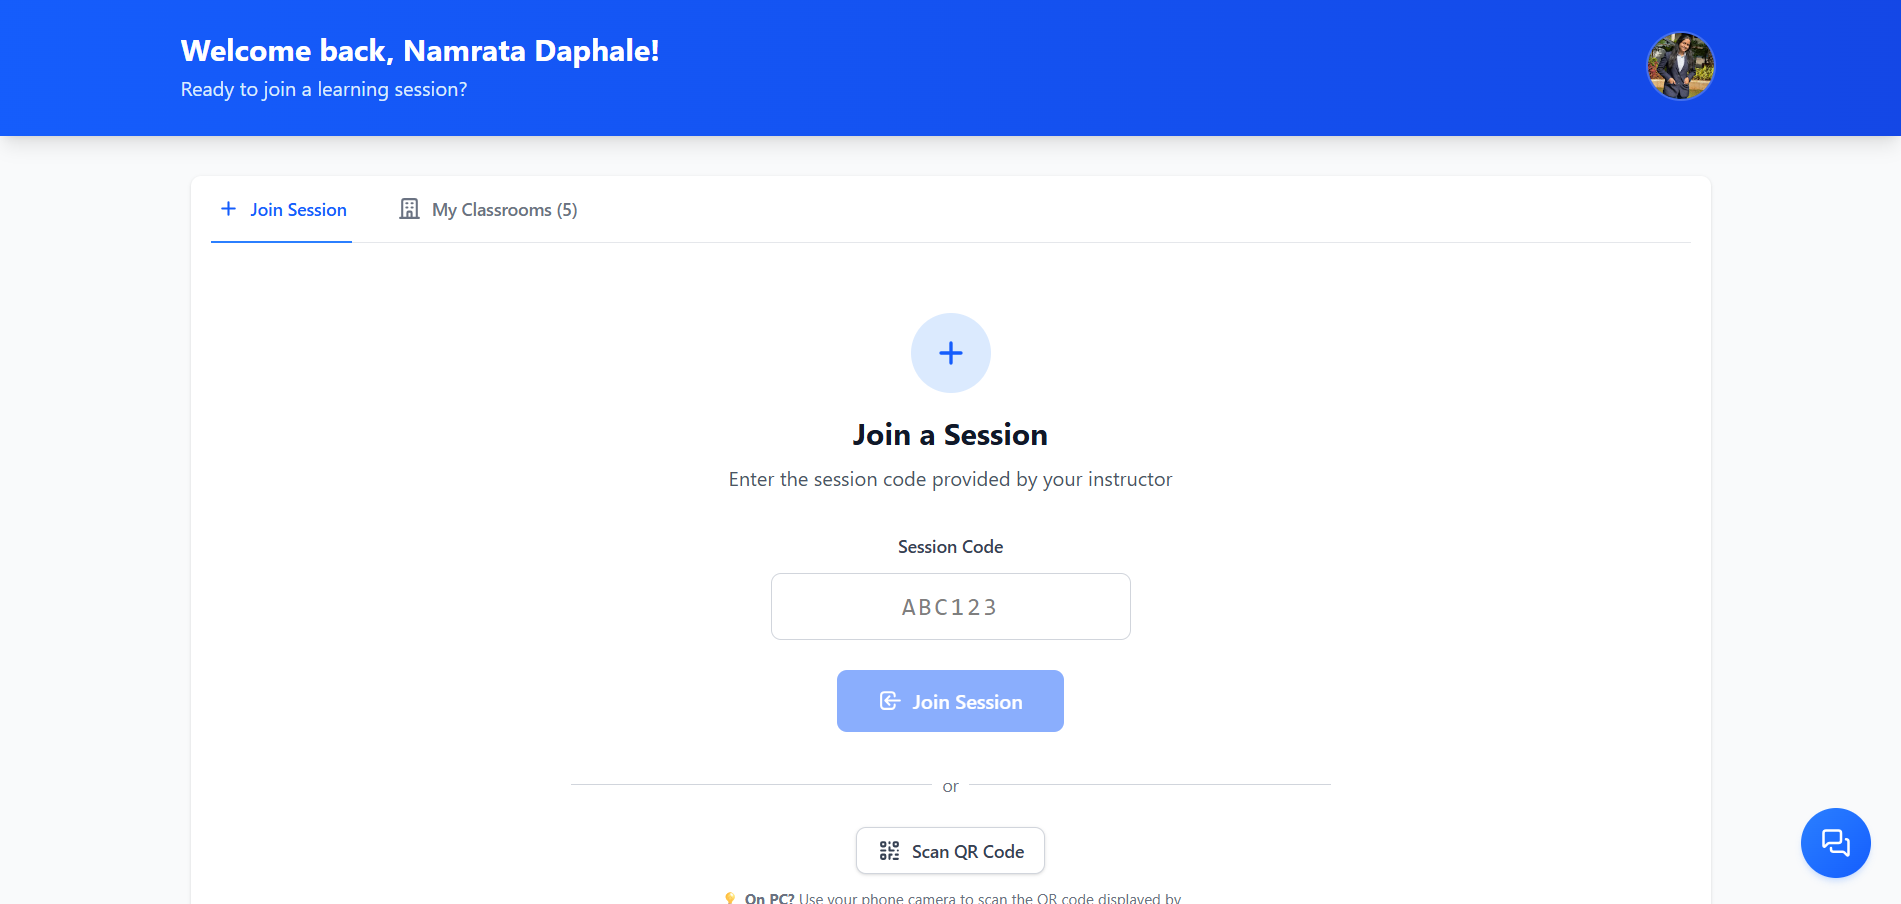 Welcome back, Namrata Daphale!
Ready to join a learning session?
Join Session
My Classrooms (5)
Join a Session
Enter the session code provided by your instructor
Session Code
ABC123
Join Session
or
Scan QR Code
On PC? Use your phone camera to scan the QR code displayed by